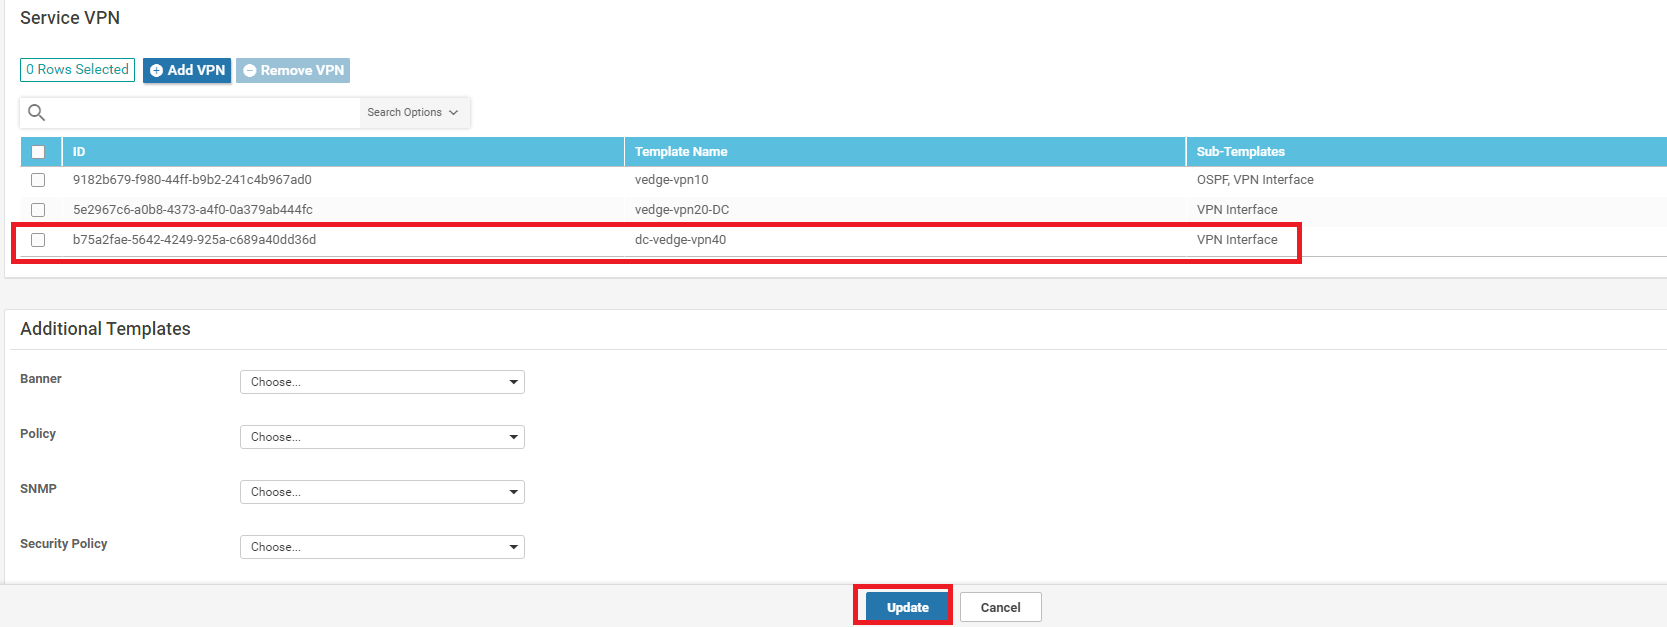 Service VPN
0 Rows Selected Add VPN Remove VPN
Search Options
ID Template Name Sub-Templates
9182b679-f980-44ff-b9b2-241c4b967ad0 vedge-vpn10 OSPF, VPN Interface
5e2967c6-a0b8-4373-a4f0-0a379ab444fc vedge-vpn20-DC VPN Interface
b75a2fae-5642-4249-925a-c689a40dd36d dc-vedge-vpn40 VPN Interface
Additional Templates
Banner Choose...
Policy Choose...
SNMP Choose...
Security Policy Choose...
Update Cancel